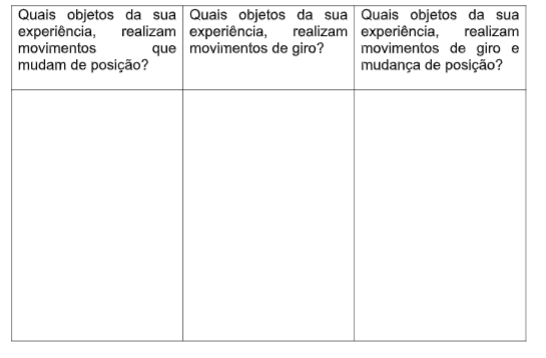 Quais objetos da sua
experiência, realizam
movimentos que
mudam de posição?
Quais objetos da sua
experiência, realizam
movimentos de giro?
Quais objetos da sua
experiência, realizam
movimentos de giro e
mudança de posição?